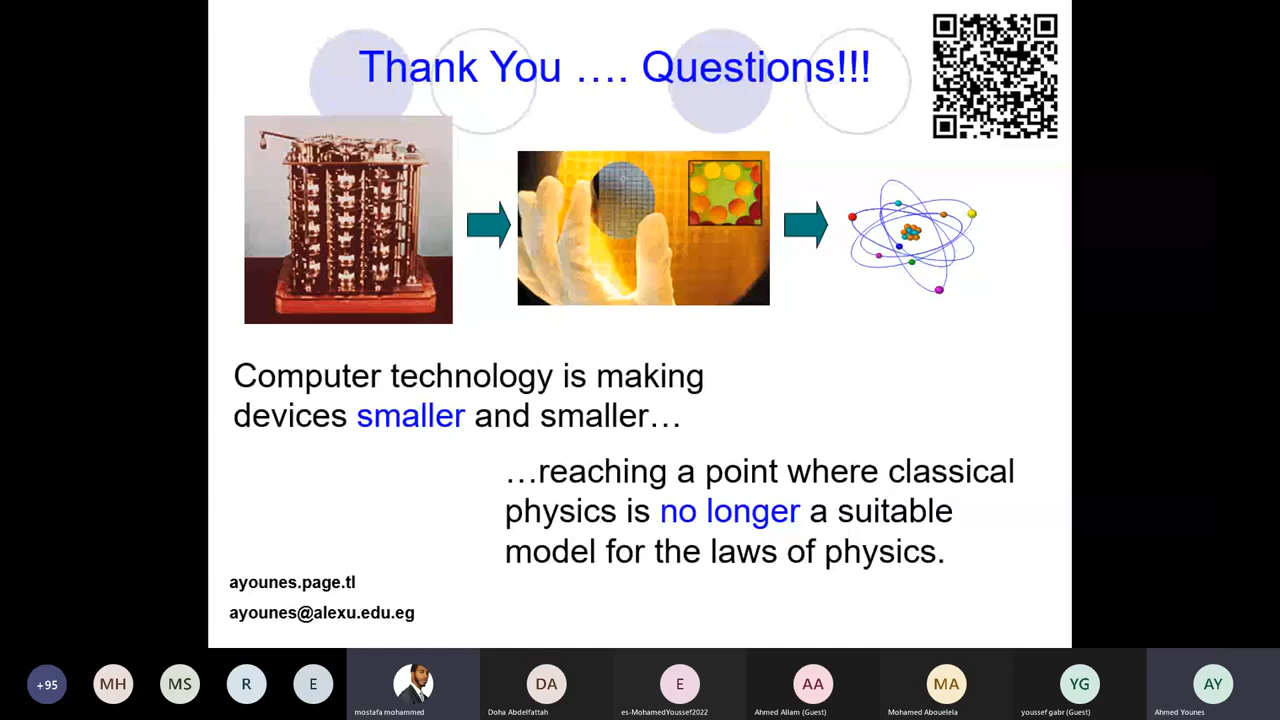 Thank You …. Questions!!!
Computer technology is making
devices smaller and smaller…
…reaching a point where classical
physics is no longer a suitable
model for the laws of physics.
ayounes.page.tl
ayounes@alexu.edu.eg
+95
MH
MS
R
E
mostafa mohammed
DA
Doha Abdelfattah
E
es-MohamedYoussef2022
AA
Ahmed Allam (Guest)
MA
Mohamed Abouelela
YG
youssef gabr (Guest)
AY
Ahmed Younes